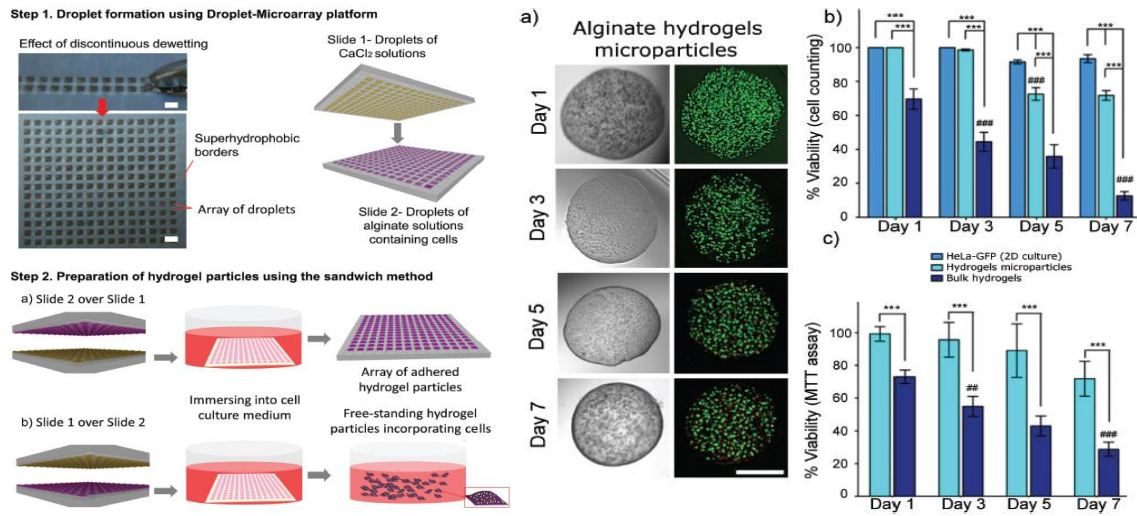 Step 1. Droplet formation using Droplet-Microarray platform
Effect of discontinuous dewetting
Superhydrophobic
borders
Array of droplets
Slide 1- Droplets of
CaCl2 solutions
Slide 2- Droplets of
alginate solutions
containing cells
Step 2. Preparation of hydrogel particles using the sandwich method
a) Slide 2 over Slide 1
Immersing into cell
culture medium
Array of adhered
hydrogel particles
b) Slide 1 over Slide 2
Free-standing hydrogel
particles incorporating cells
a)
Alginate hydrogels
microparticles
Day 1
Day 3
Day 5
Day 7
b)
% Viability (cell counting)
100
80
60
40
20
0
***
***
***
***
###
***
***
###
***
***
###
Day 1 Day 3 Day 5 Day 7
HeLa-GFP (2D culture)
Hydrogels microparticles
Bulk hydrogels
c)
% Viability (MTT assay)
100
80
60
40
20
0
***
***
##
***
***
###
Day 1 Day 3 Day 5 Day 7